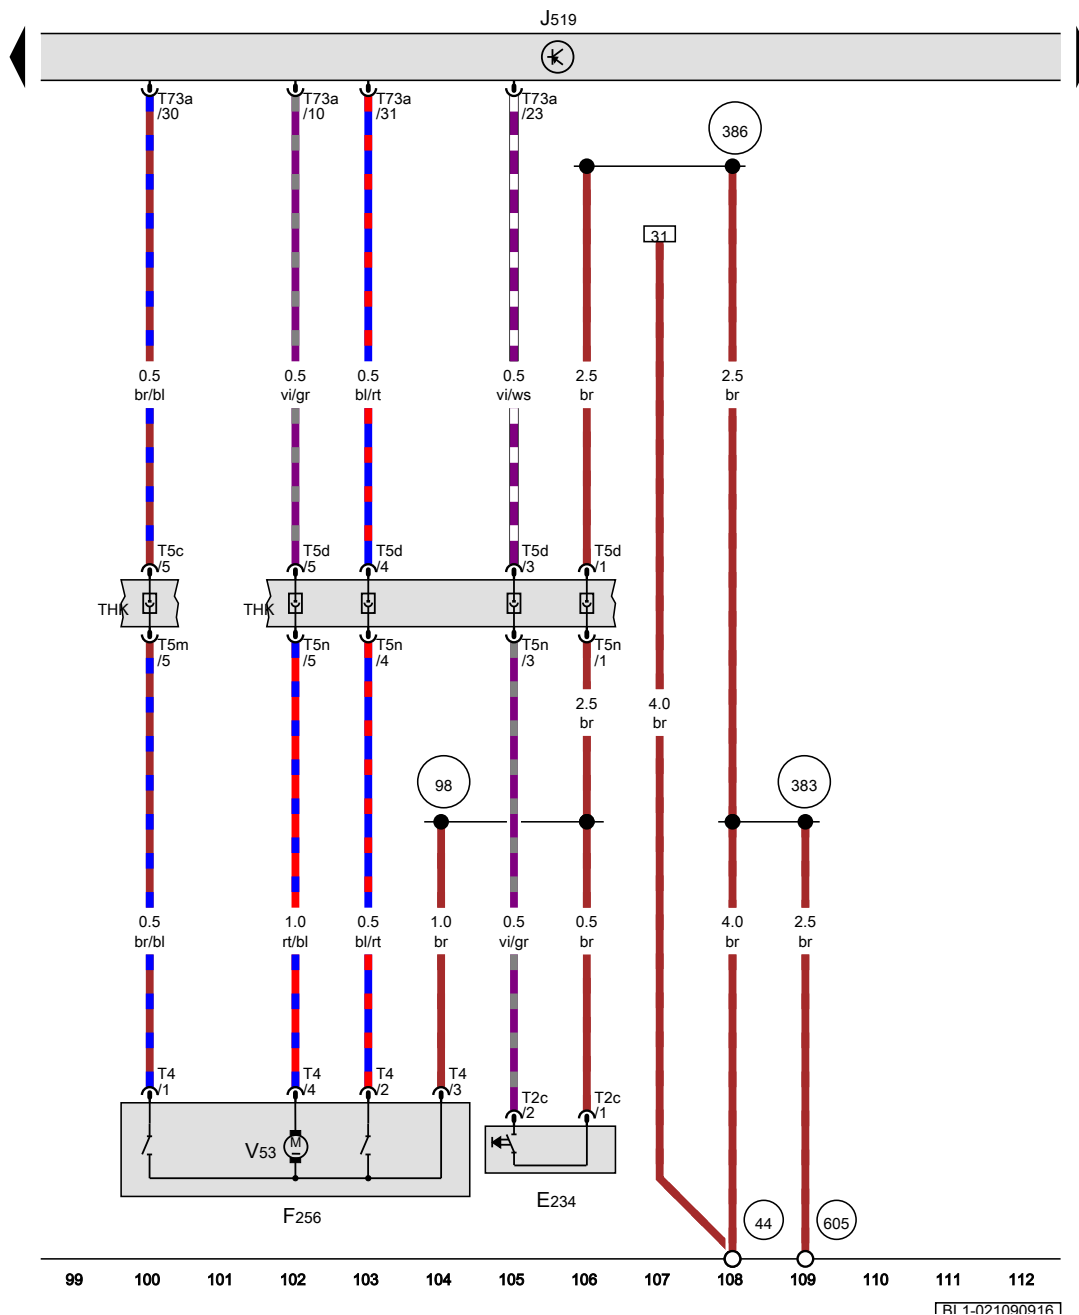 J519
T73a T73a T73a T73a
/30 /10 /31 /23
386
31
0.5 0.5 0.5 0.5 2.5 2.5
br/bl vi/gr bl/rt vi/ws br br
T5c T5d T5d T5d T5d
/5 /5 /4 /3 /1
THK THK
T5m T5n T5n T5n T5n
/5 /5 /4 /3 /1
2.5 4.0
br br
98 383
0.5 1.0 0.5 1.0 0.5 0.5 4.0 2.5
br/bl rt/bl bl/rt br vi/gr br br br
T4 T4 T4 T4
/1 /4 /2 /3
T2c T2c
/2 /1
V53 M
E234
F256
44 605
99 100 101 102 103 104 105 106 107 108 109 110 111 112
BL1-021090916